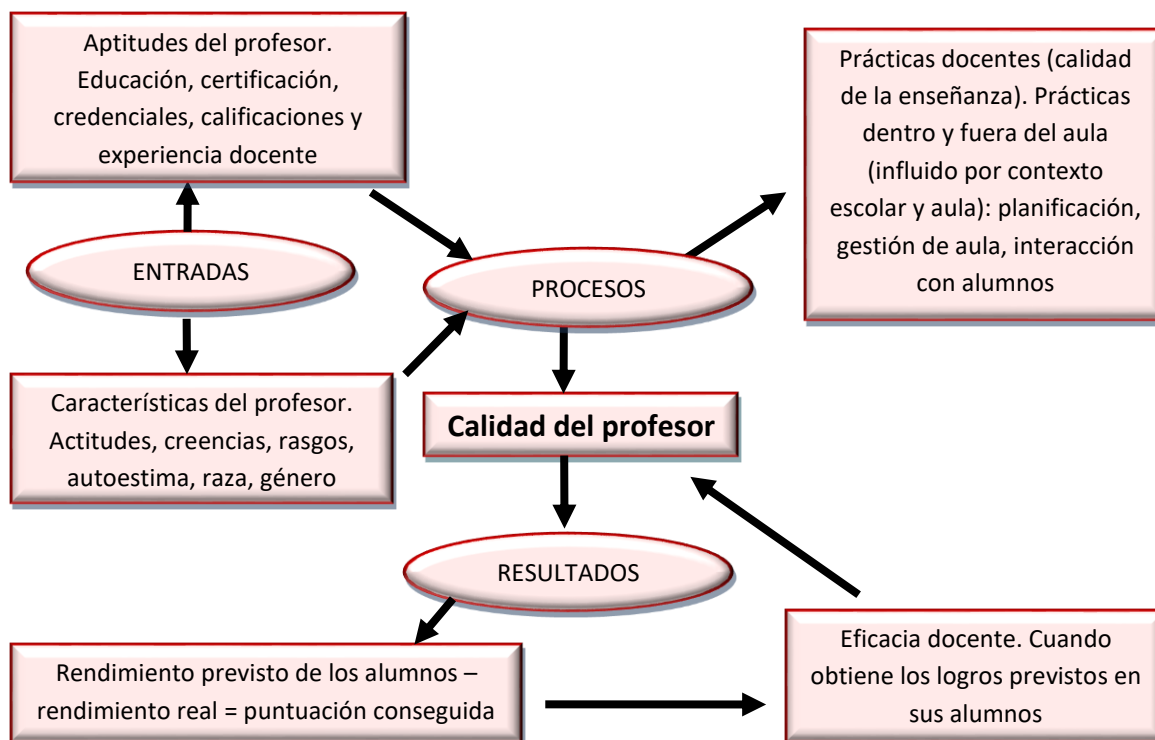 Aptitudes del profesor.
Educación, certificación,
credenciales, calificaciones y
experiencia docente
Prácticas docentes (calidad
de la enseñanza). Prácticas
dentro y fuera del aula
(influido por contexto
escolar y aula): planificación,
gestión de aula, interacción
con alumnos
ENTRADAS
PROCESOS
Características del profesor.
Actitudes, creencias, rasgos,
autoestima, raza, género
Calidad del profesor
RESULTADOS
Rendimiento previsto de los alumnos –
rendimiento real = puntuación conseguida
Eficacia docente. Cuando
obtiene los logros previstos en
sus alumnos